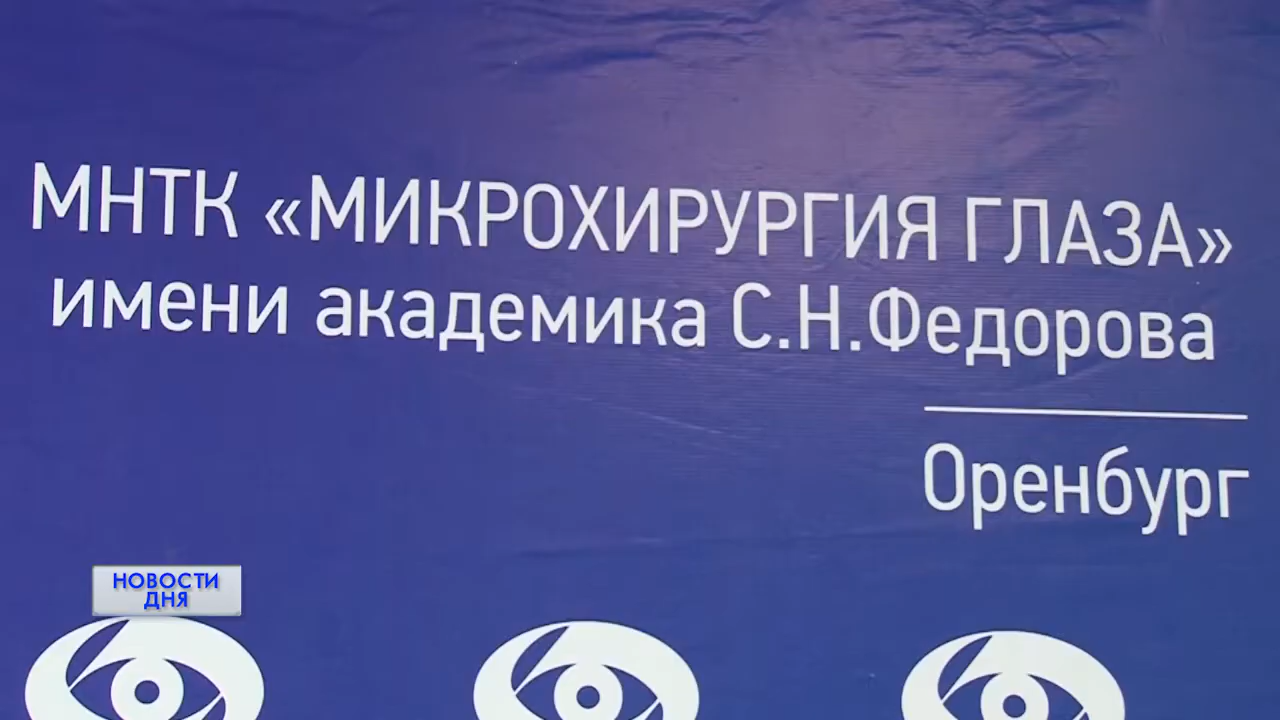 МНТК «МИКРОХИРУРГИЯ ГЛАЗА»
имени академика С.Н.Федорова
Оренбург
НОВОСТИ
ДНЯ